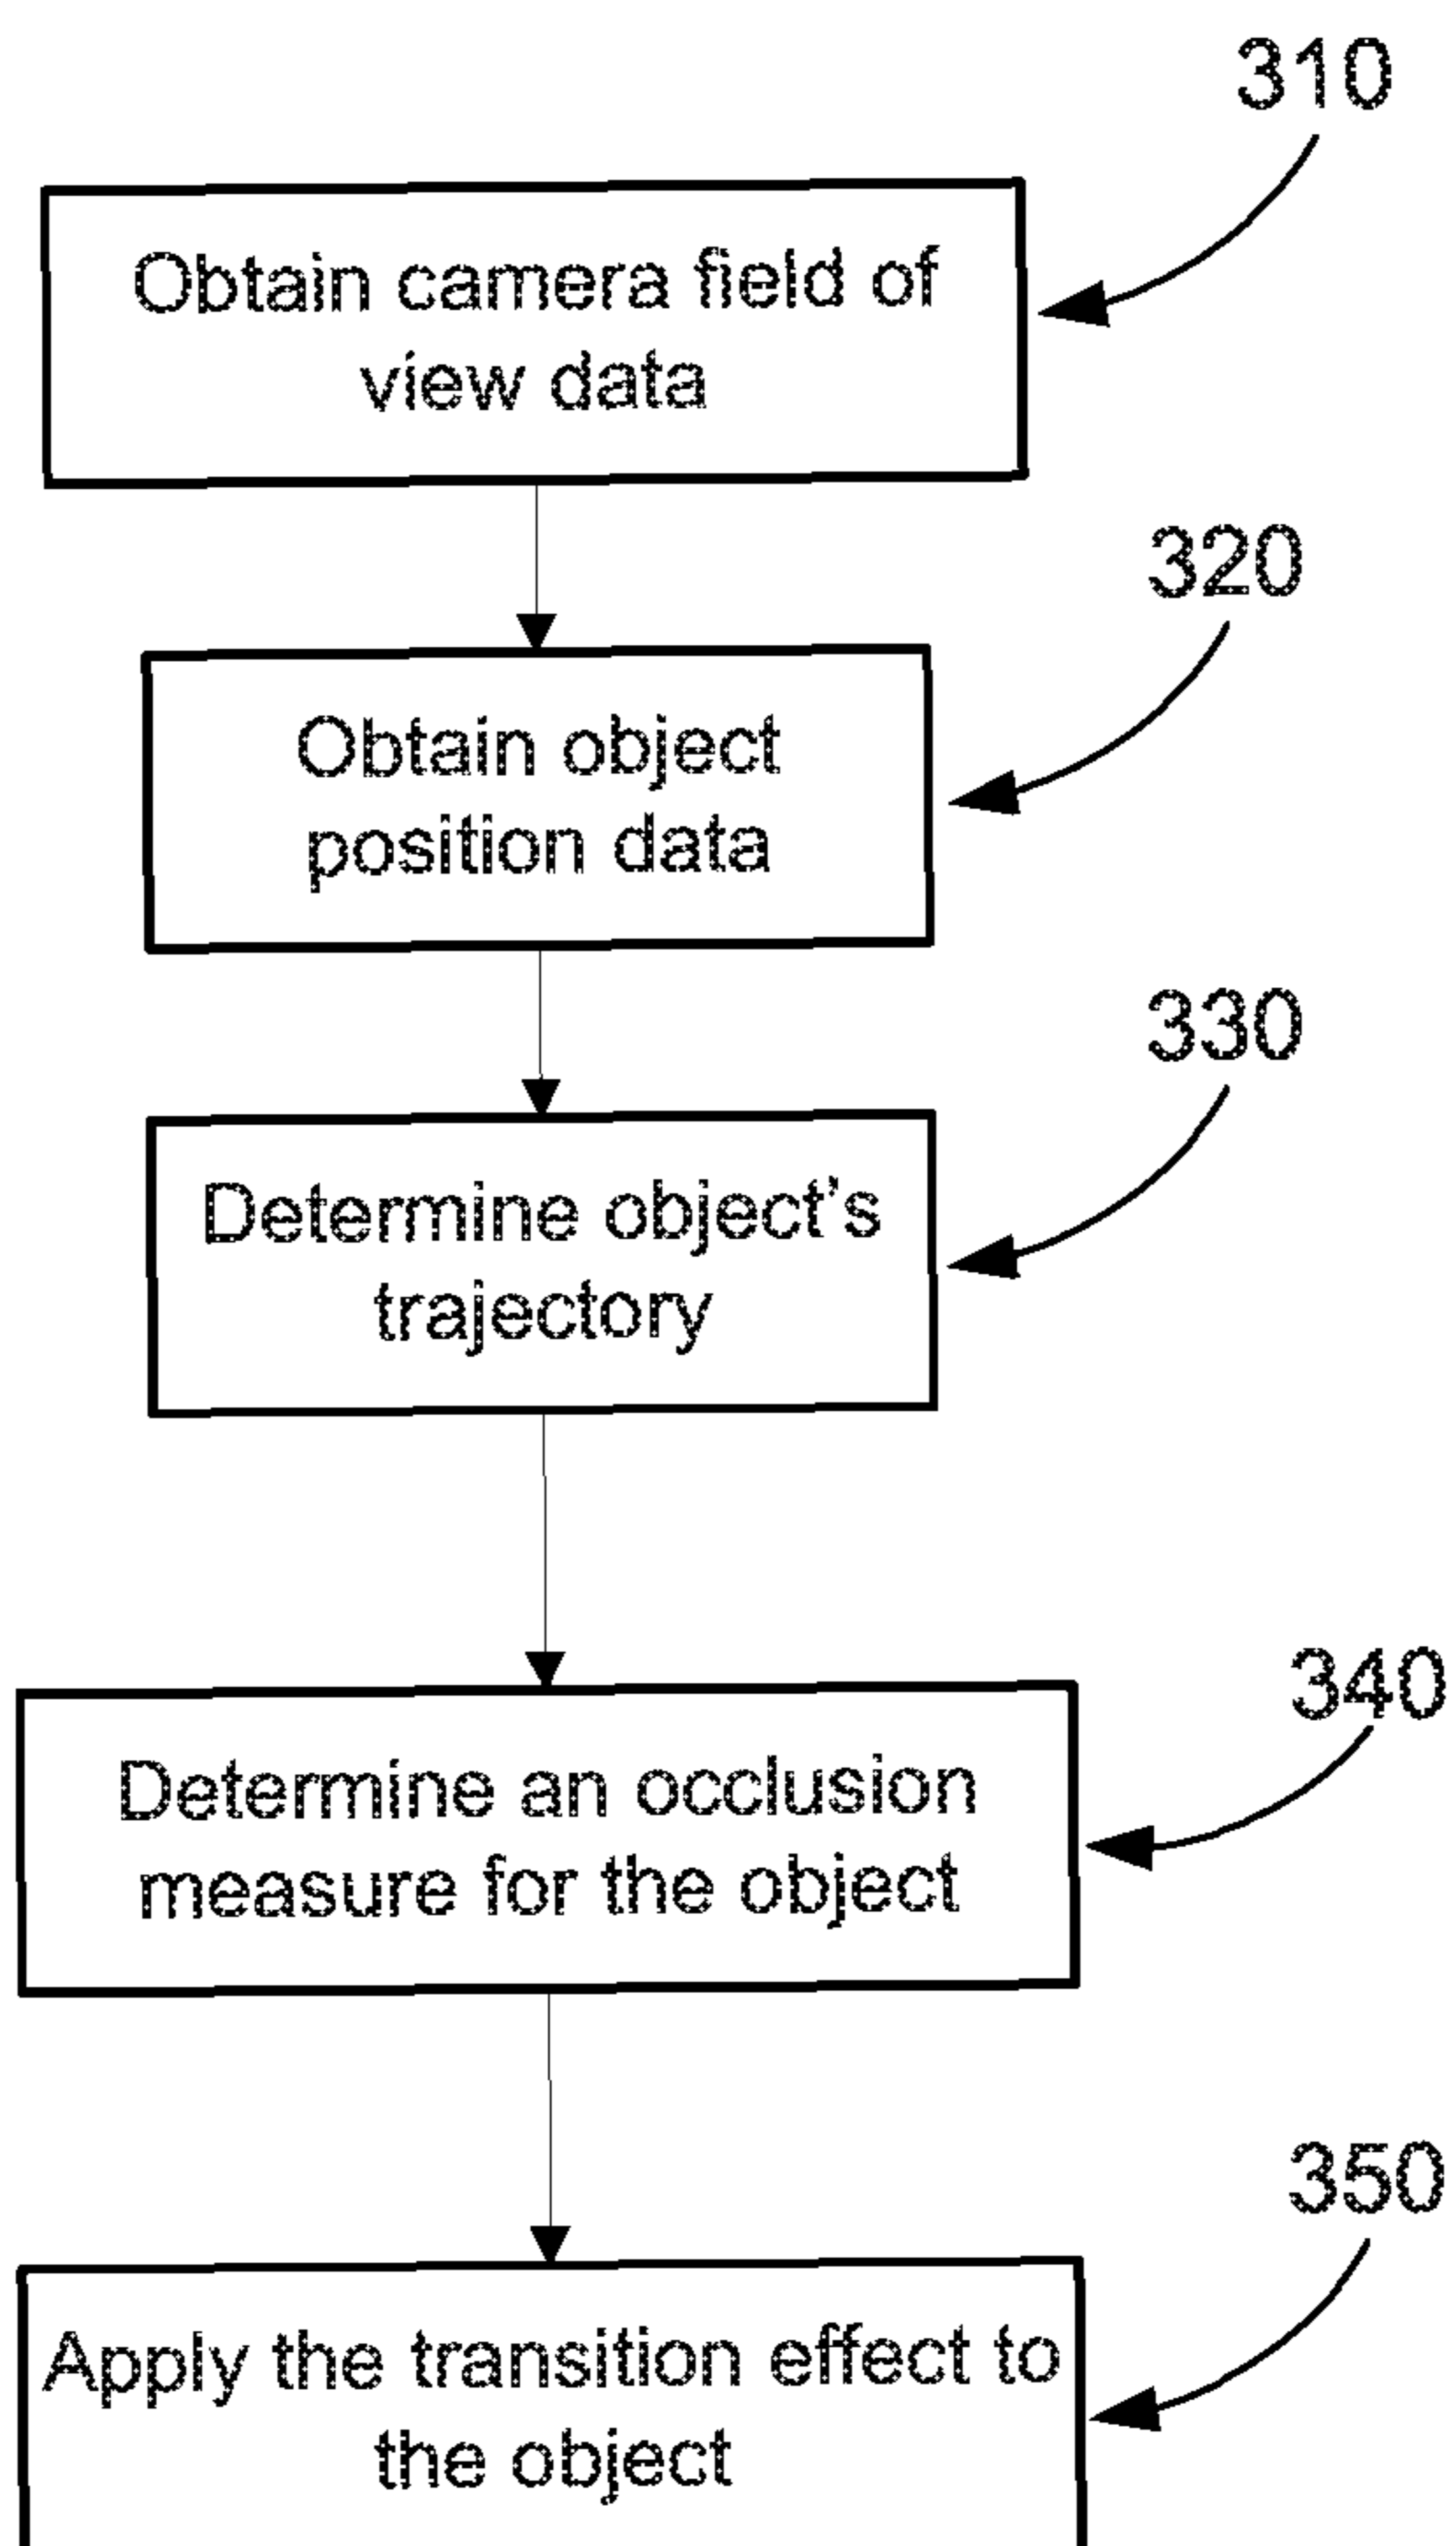 310
Obtain camera field of
view data
320
Obtain object
position data
330
Determine object's
trajectory
340
Determine an occlusion
measure for the object
350
Apply the transition effect to
the object